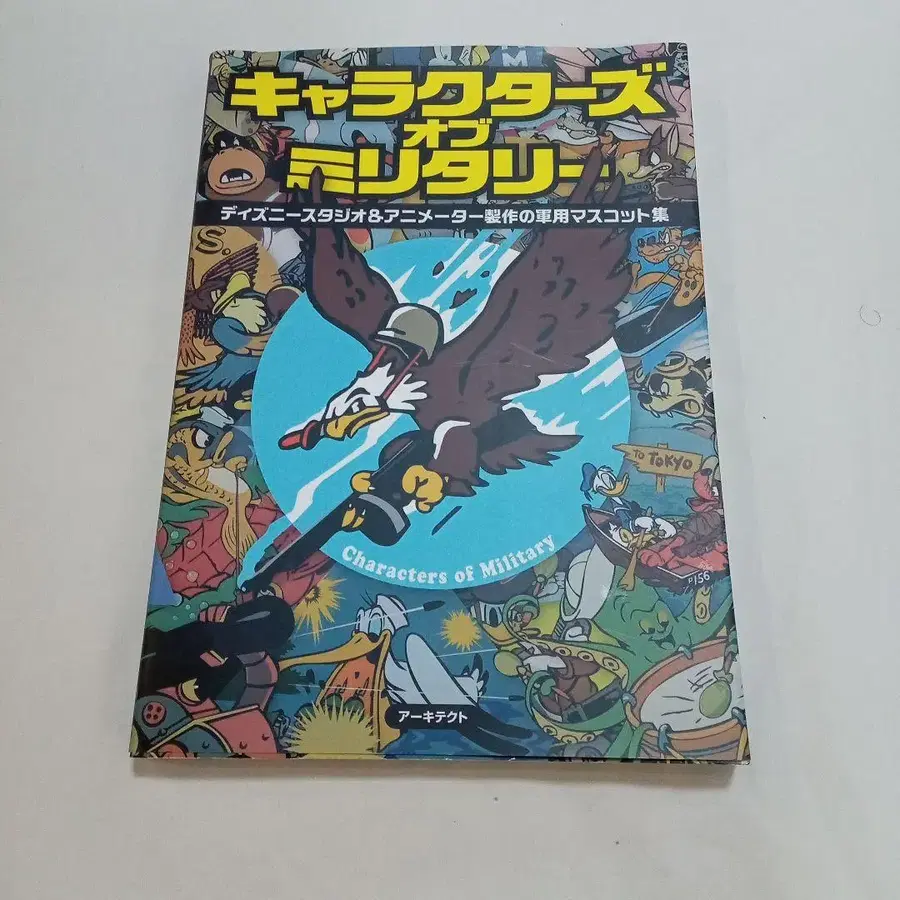 M
キャラクターズ
オブ
ミリタリー
ディズニースタジオ&アニメーター製作の軍用マスコット集
S.
TO TOKYO
P156
Characters of Military
アーキテクト